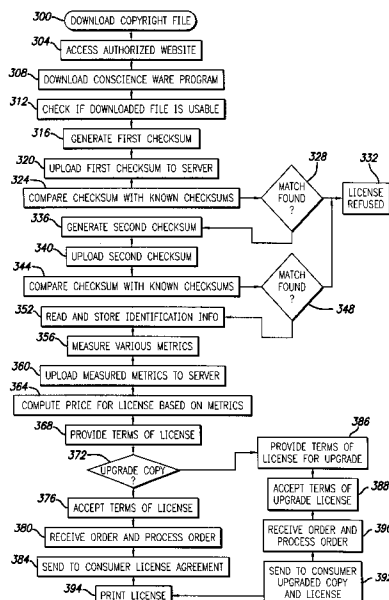 300
DOWNLOAD COPYRIGHT FILE
304
ACCESS AUTHORIZED WEBSITE
308
DOWNLOAD CONSCIENCE WARE PROGRAM
312
CHECK IF DOWNLOADED FILE IS USABLE
316
GENERATE FIRST CHECKSUM
320
UPLOAD FIRST CHECKSUM TO SERVER
324
COMPARE CHECKSUM WITH KNOWN CHECKSUMS
328
MATCH
FOUND
?
332
LICENSE
REFUSED
336
GENERATE SECOND CHECKSUM
340
UPLOAD SECOND CHECKSUM
344
COMPARE CHECKSUM WITH KNOWN CHECKSUMS
MATCH
FOUND
?
348
352
READ AND STORE IDENTIFICATION INFO
356
MEASURE VARIOUS METRICS
360
UPLOAD MEASURED METRICS TO SERVER
364
COMPUTE PRICE FOR LICENSE BASED ON METRICS
368
PROVIDE TERMS OF LICENSE
372
UPGRADE COPY
?
376
ACCEPT TERMS OF LICENSE
380
RECEIVE ORDER AND PROCESS ORDER
384
SEND TO CONSUMER LICENSE AGREEMENT
394
PRINT LICENSE
386
PROVIDE TERMS OF
LICENSE FOR UPGRADE
388
ACCEPT TERMS OF
UPGRADE LICENSE
390
RECEIVE ORDER AND
PROCESS ORDER
392
SEND TO CONSUMER
UPGRADED COPY
AND LICENSE